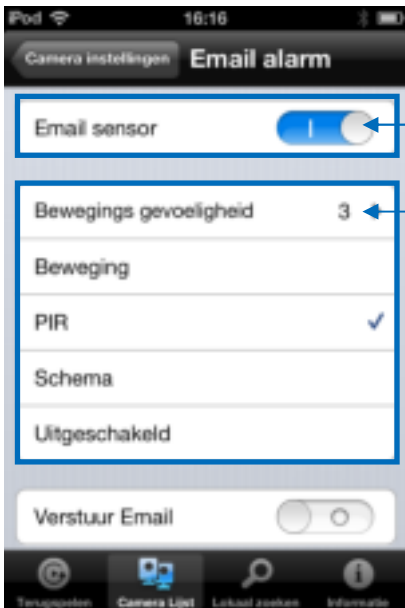 iPod 16:16
Camera instellingen Email alarm
Email sensor
Bewegings gevoeligheid 3
Beweging
PIR
Schema
Uitgeschakeld
Verstuur Email
Terugspelen Camera Lijst Lokaal zoeken Informatie